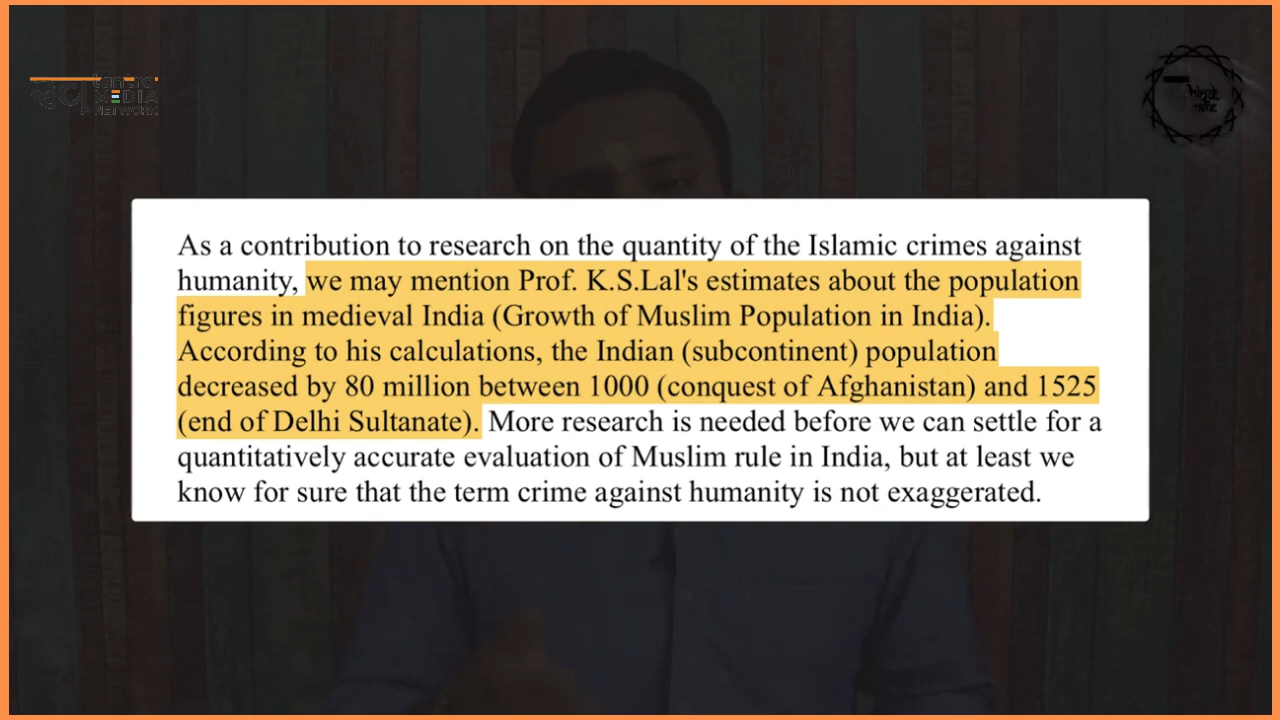 स्व
tantra
MEDIA
NETWORK
As a contribution to research on the quantity of the Islamic crimes against
humanity, we may mention Prof. K.S.Lal's estimates about the population
figures in medieval India (Growth of Muslim Population in India).
According to his calculations, the Indian (subcontinent) population
decreased by 80 million between 1000 (conquest of Afghanistan) and 1525
(end of Delhi Sultanate). More research is needed before we can settle for a
quantitatively accurate evaluation of Muslim rule in India, but at least we
know for sure that the term crime against humanity is not exaggerated.